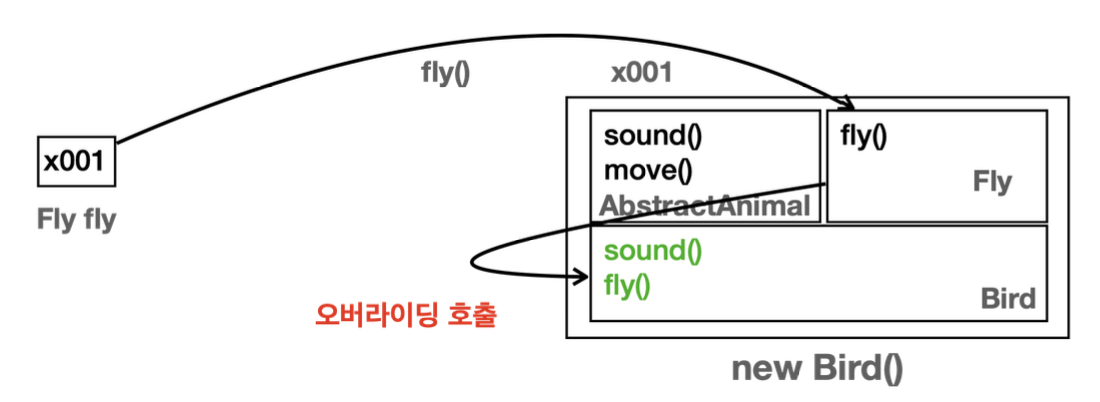 fly()
x001
x001
Fly fly
sound()
move()
AbstractAnimal
fly()
Fly
sound()
fly()
Bird
오버라이딩 호출
new Bird()